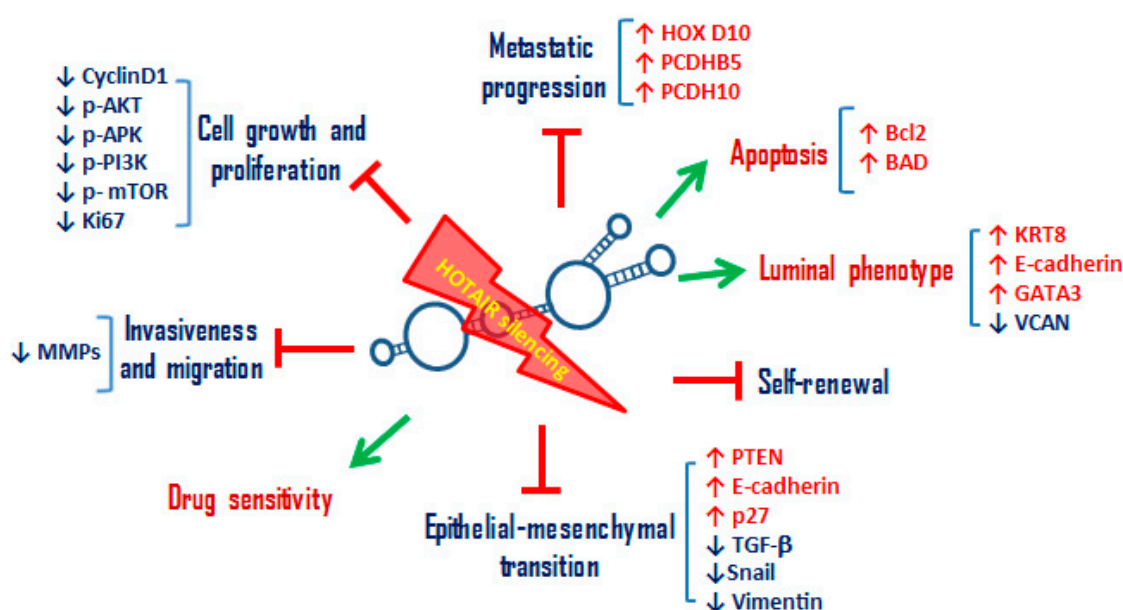 Metastatic
progression
↑ HOX D10
↑ PCDHB5
↑ PCDH10
↓ CyclinD1
↓ p-AKT
↓ p-APK
↓ p-PI3K
↓ p- mTOR
↓ Ki67
Cell growth and
proliferation
Apoptosis
↑ Bcl2
↑ BAD
Luminal phenotype
↑ KRT8
↑ E-cadherin
↑ GATA3
↓ VCAN
HOTAIR silencing
↓ MMPs
Invasiveness
and migration
Self-renewal
Drug sensitivity
Epithelial-mesenchymal
transition
↑ PTEN
↑ E-cadherin
↑ p27
↓ TGF-β
↓Snail
↓ Vimentin